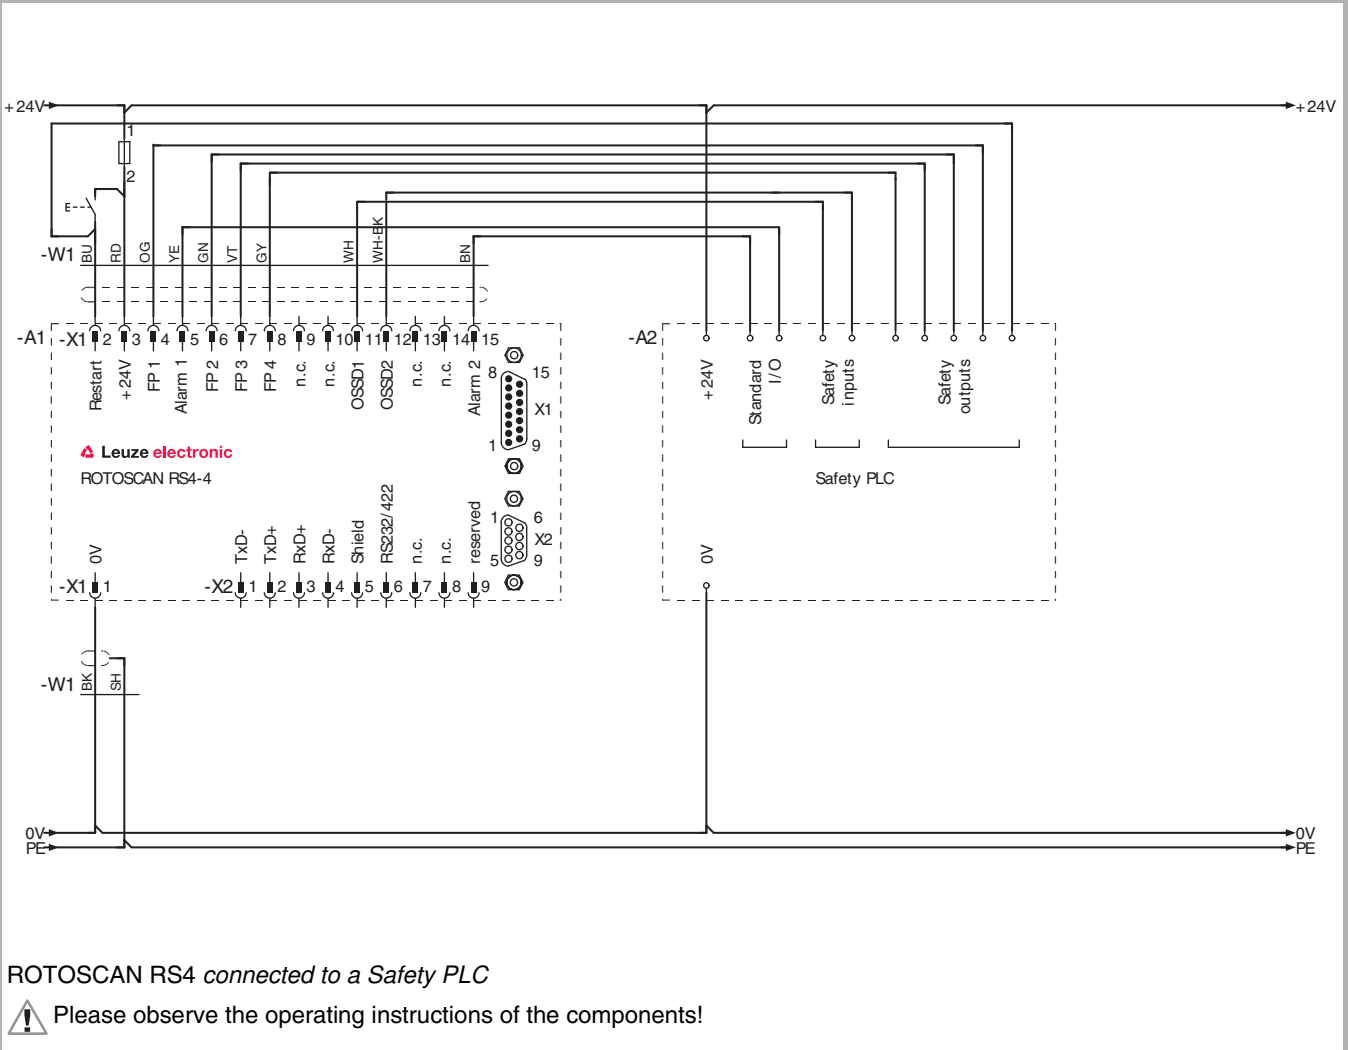 +24V
+24V
1
2
E
-W1
BU
RD
OG
YE
GN
VT
GY
WH
WH-BK
BN
-A1
-X1
2
3
4
5
6
7
8
9
10
11
12
13
14
15
-A2
Restart
+24V
FP 1
Alarm 1
FP 2
FP 3
FP 4
n.c.
n.c.
OSSD1
OSSD2
n.c.
n.c.
Alarm 2
8
15
X1
1
9
+24V
Standard
I/O
Safety
inputs
Safety
outputs
Leuze electronic
ROTOSCAN RS4-4
Safety PLC
0V
TxD-
TxD+
RxD+
RxD-
Shield
RS232/422
n.c.
n.c.
reserved
1
6
X2
5
9
0V
-X1
1
-X2
1
2
3
4
5
6
7
8
9
-W1
BK
SH
0V
0V
PE
PE
ROTOSCAN RS4 connected to a Safety PLC
Please observe the operating instructions of the components!